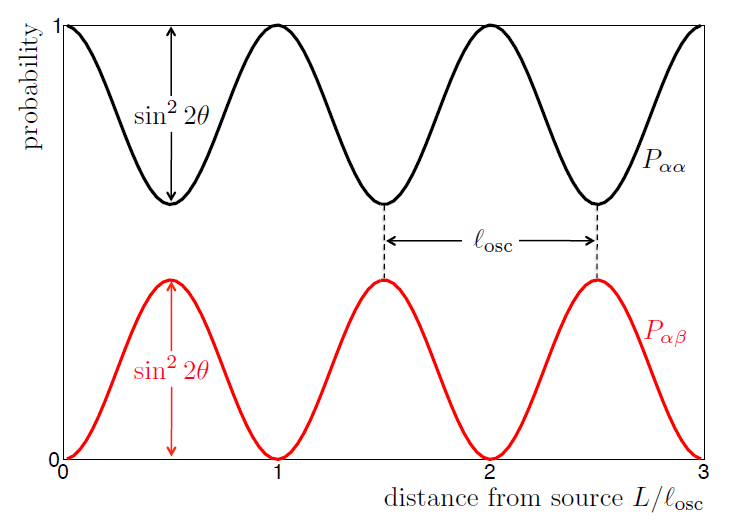 1
probability
sin² 2θ
P_αα
ℓ_osc
P_αβ
sin² 2θ
0
0 1 2 3
distance from source L/ℓ_osc